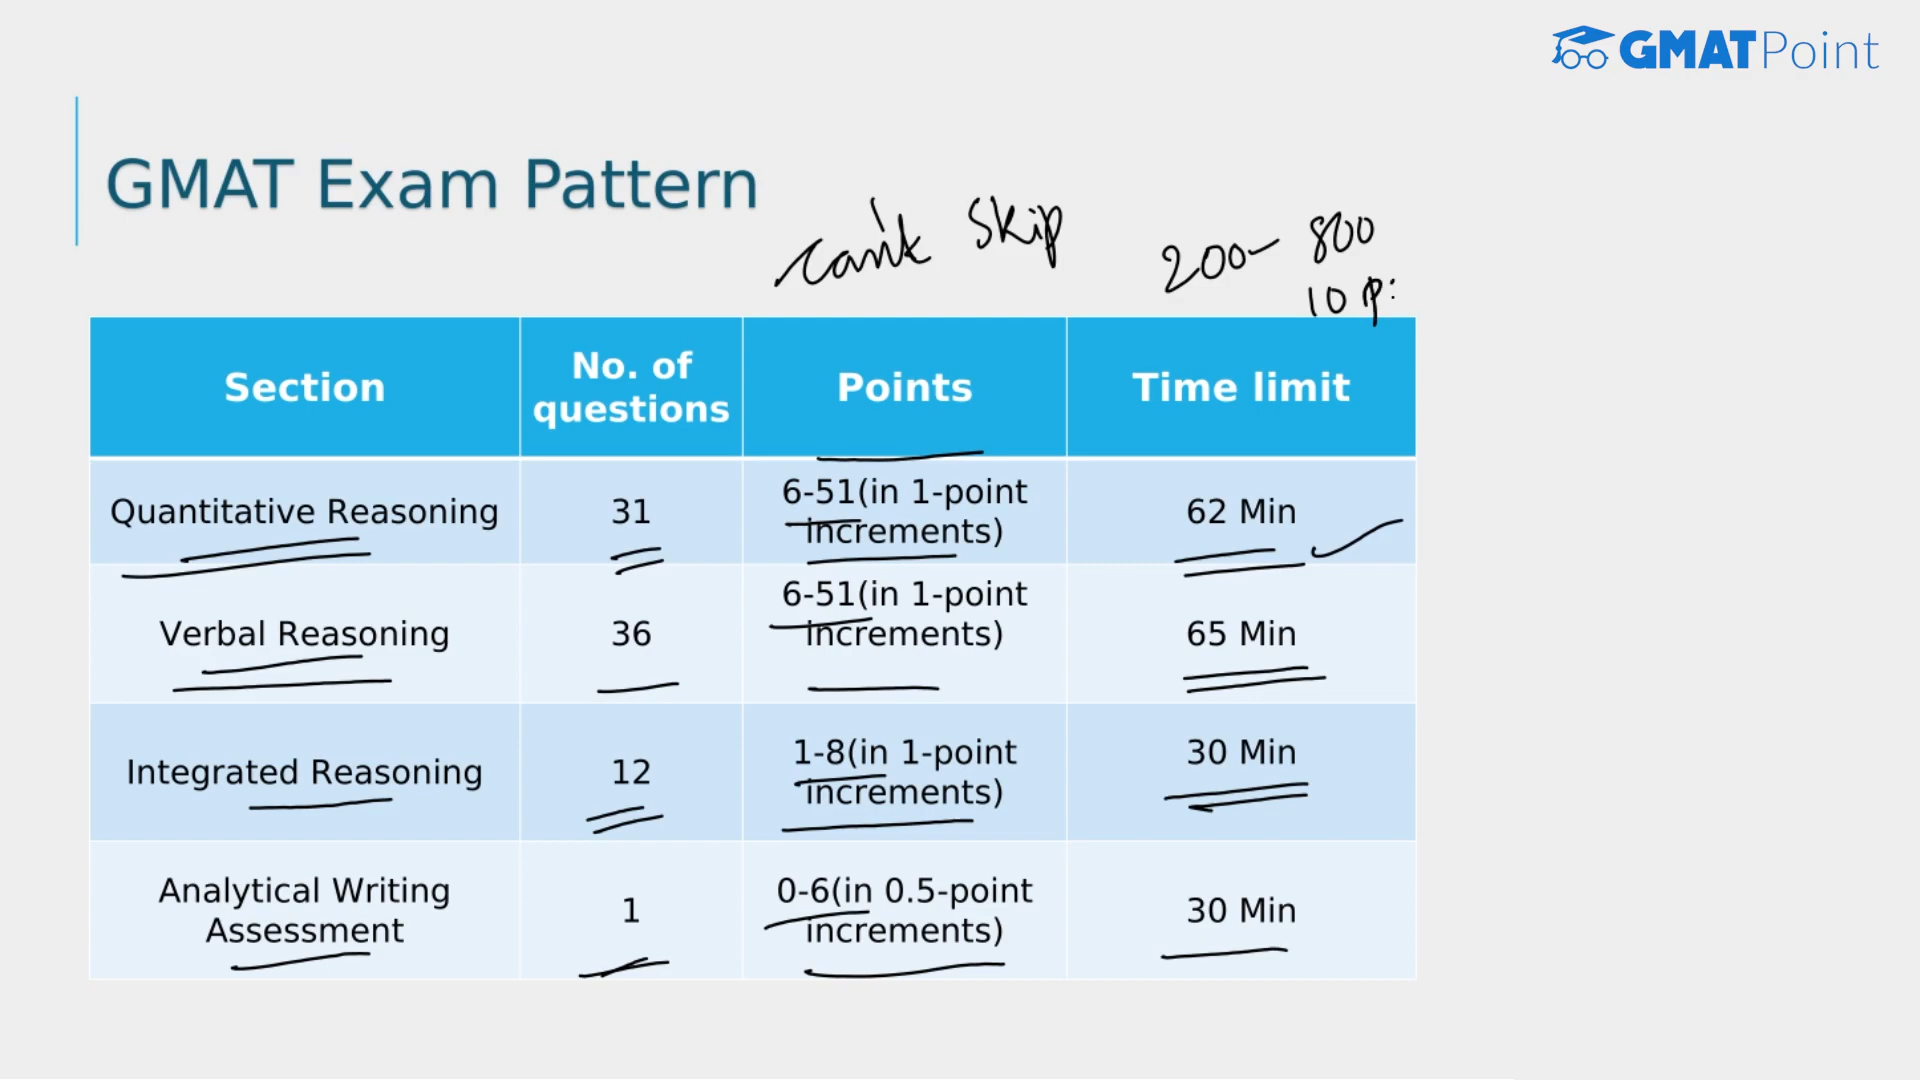 GMATPoint
GMAT Exam Pattern
can't skip
200- 800
10 p:
Section
No. of
questions
Points
Time limit
Quantitative Reasoning
31
6-51(in 1-point
increments)
62 Min
Verbal Reasoning
36
6-51(in 1-point
increments)
65 Min
Integrated Reasoning
12
1-8(in 1-point
increments)
30 Min
Analytical Writing
Assessment
1
0-6(in 0.5-point
increments)
30 Min